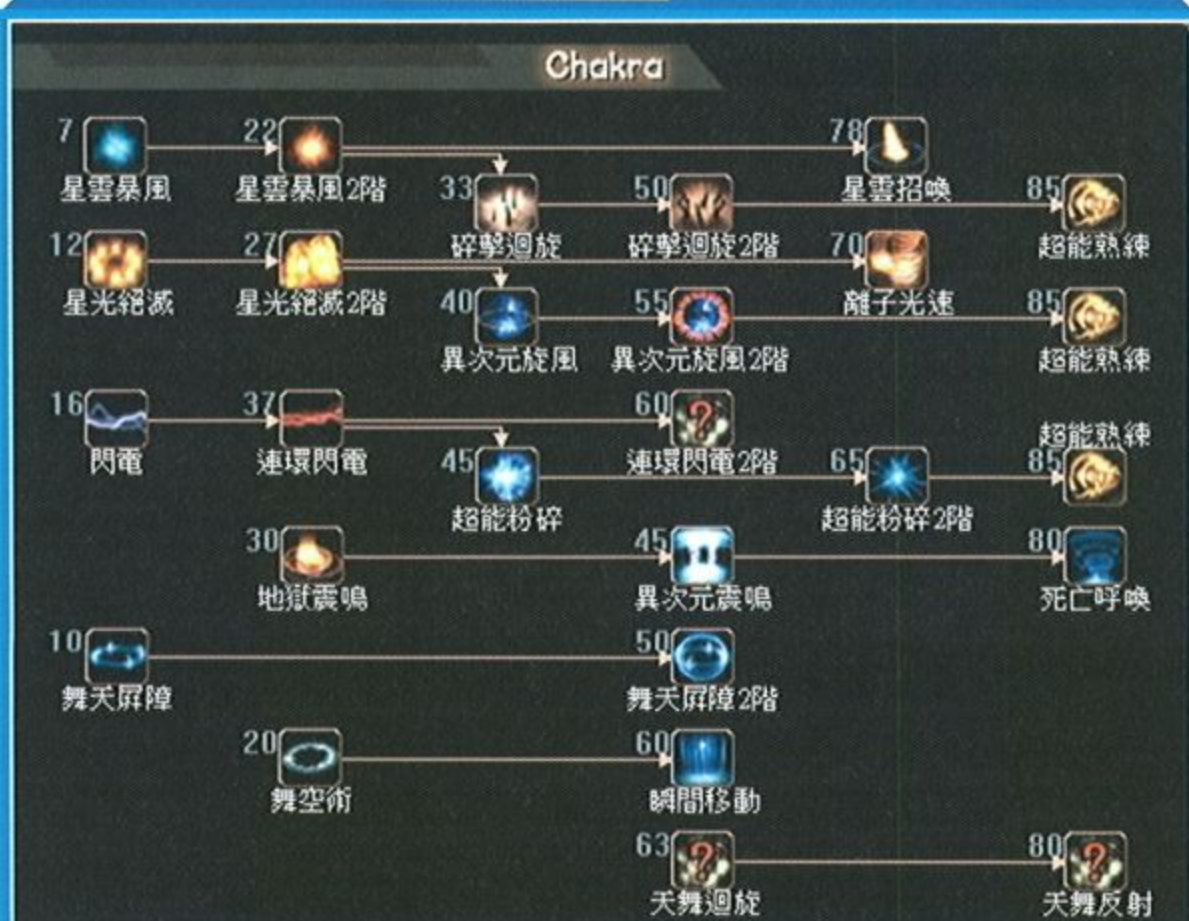 Chakra
7 22 78
星雲暴風 星雲暴風2階 星雲招喚
33 50 85
碎擊迴旋 碎擊迴旋2階 超能熟練
12 27 70
星光絕滅 星光絕滅2階 離子光速
40 55 85
異次元旋風 異次元旋風2階 超能熟練
16 37 60
閃電 連環閃電 連環閃電2階 超能熟練
45 65 85
超能粉碎 超能粉碎2階
30 45 80
地獄震鳴 異次元震鳴 死亡呼喚
10 50
舞天屏障 舞天屏障2階
20 60
舞空術 瞬間移動
63 80
天舞迴旋 天舞反射